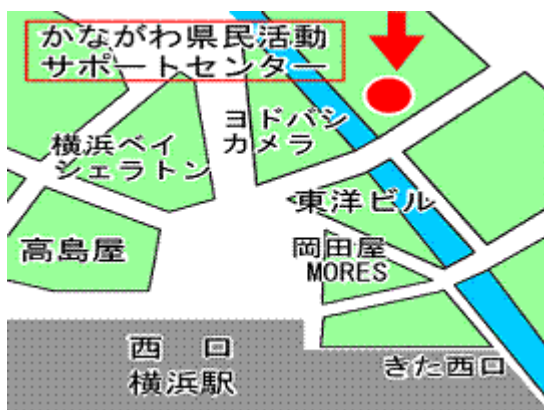 かながわ県民活動
サポートセンター
ヨドバシ
カメラ
横浜ベイ
シェラトン
東洋ビル
高島屋
岡田屋
MORES
西　口
横浜駅
きた西口